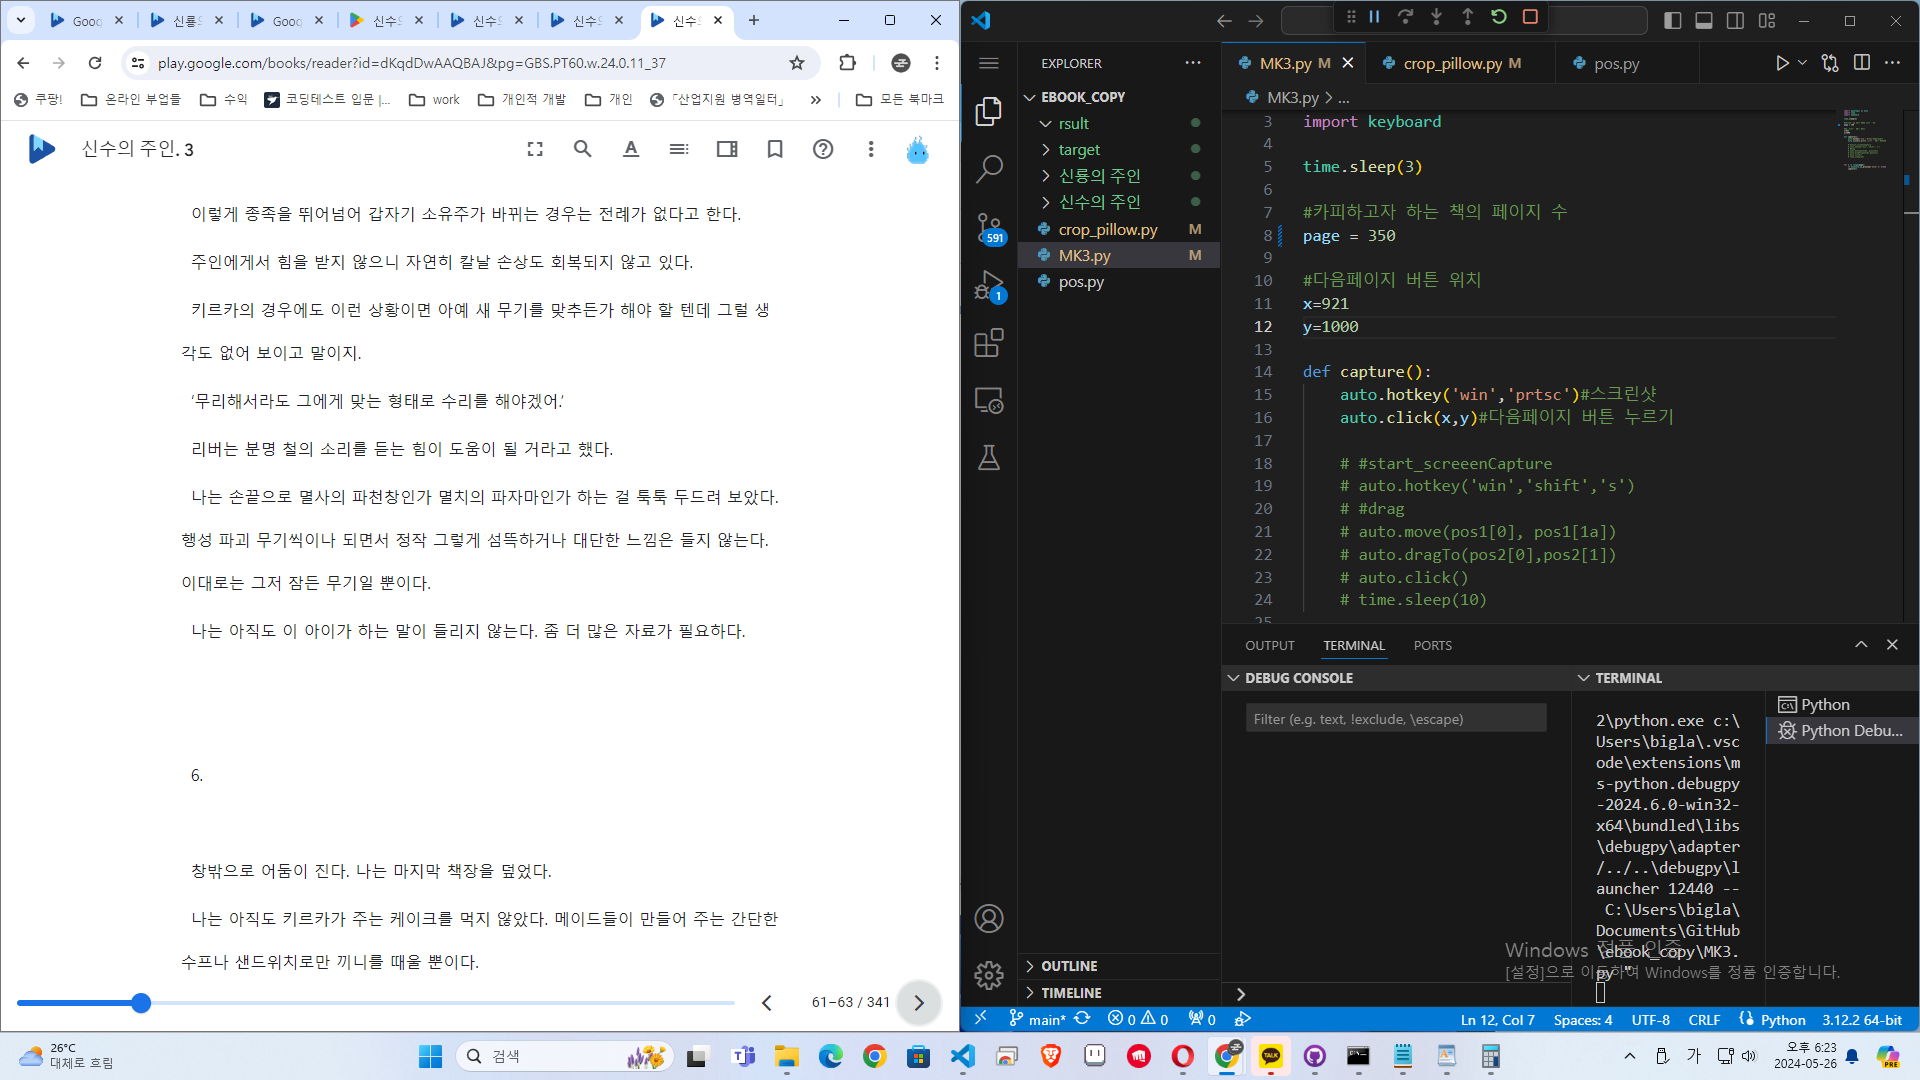 Goog
신룡으
Goog
신수의
신수의
신수의
신수의
play.google.com/books/reader?id=dKqdDwAAQBAJ&pg=GBS.PT60.w.24.0.11_37
쿠팡!
온라인 부업들
수익
코딩테스트 입문 |...
work
개인적 개발
개인
「산업지원 병역일터」
모든 북마크
신수의 주인. 3
이렇게 종족을 뛰어넘어 갑자기 소유주가 바뀌는 경우는 전례가 없다고 한다.
주인에게서 힘을 받지 않으니 자연히 칼날 손상도 회복되지 않고 있다.
키르카의 경우에도 이런 상황이면 아예 새 무기를 맞추든가 해야 할 텐데 그럴 생
각도 없어 보이고 말이지.
‘무리해서라도 그에게 맞는 형태로 수리를 해야겠어.’
리버는 분명 철의 소리를 듣는 힘이 도움이 될 거라고 했다.
나는 손끝으로 멸사의 파천창인가 멸치의 파자마인가 하는 걸 툭툭 두드려 보았다.
행성 파괴 무기씩이나 되면서 정작 그렇게 섬뜩하거나 대단한 느낌은 들지 않는다.
이대로는 그저 잠든 무기일 뿐이다.
나는 아직도 이 아이가 하는 말이 들리지 않는다. 좀 더 많은 자료가 필요하다.
6.
창밖으로 어둠이 진다. 나는 마지막 책장을 덮었다.
나는 아직도 키르카가 주는 케이크를 먹지 않았다. 메이드들이 만들어 주는 간단한
수프나 샌드위치로만 끼니를 때울 뿐이다.
61–63 / 341
EXPLORER
EBOOK_COPY
rsult
target
신룡의 주인
신수의 주인
crop_pillow.py M
MK3.py M
pos.py
591
1
OUTLINE
TIMELINE
MK3.py M
crop_pillow.py M
pos.py
MK3.py > ...
3 import keyboard
4
5 time.sleep(3)
6
7 #카피하고자 하는 책의 페이지 수
8 page = 350
9
10 #다음페이지 버튼 위치
11 x=921
12 y=1000
13
14 def capture():
15 auto.hotkey('win','prtsc')#스크린샷
16 auto.click(x,y)#다음페이지 버튼 누르기
17
18 # #start_screeenCapture
19 # auto.hotkey('win','shift','s')
20 # #drag
21 # auto.move(pos1[0], pos1[1a])
22 # auto.dragTo(pos2[0],pos2[1])
23 # auto.click()
24 # time.sleep(10)
25
OUTPUT TERMINAL PORTS
DEBUG CONSOLE
Filter (e.g. text, !exclude, \escape)
TERMINAL
2\python.exe c:\
Users\bigla\.vsc
ode\extensions\m
s-python.debugpy
-2024.6.0-win32-
x64\bundled\libs
\debugpy\adapter
/../..\debugpy\l
auncher 12440 --
C:\Users\bigla\
Documents\GitHub
\ebook_copy\MK3.
py "
Python
Python Debu...
Windows 정품 인증
[설정]으로 이동하여 Windows를 정품 인증합니다.
main* 0 0 0
Ln 12, Col 7 Spaces: 4 UTF-8 CRLF Python 3.12.2 64-bit
26°C
대체로 흐림
검색
TALK
가
오후 6:23
2024-05-26
PRE